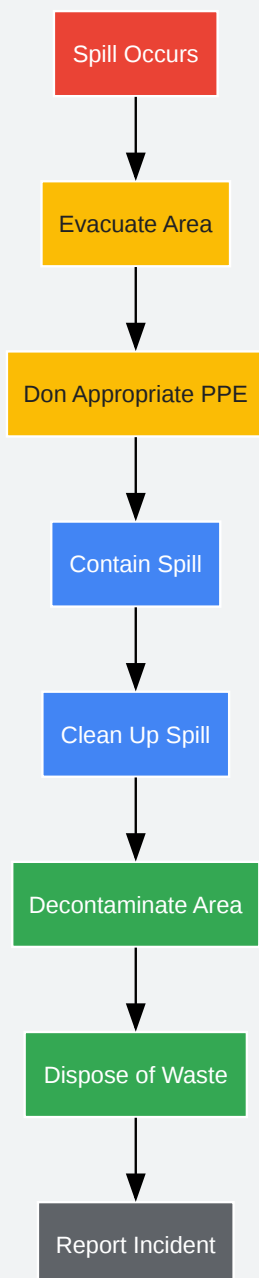 Spill Occurs
Evacuate Area
Don Appropriate PPE
Contain Spill
Clean Up Spill
Decontaminate Area
Dispose of Waste
Report Incident